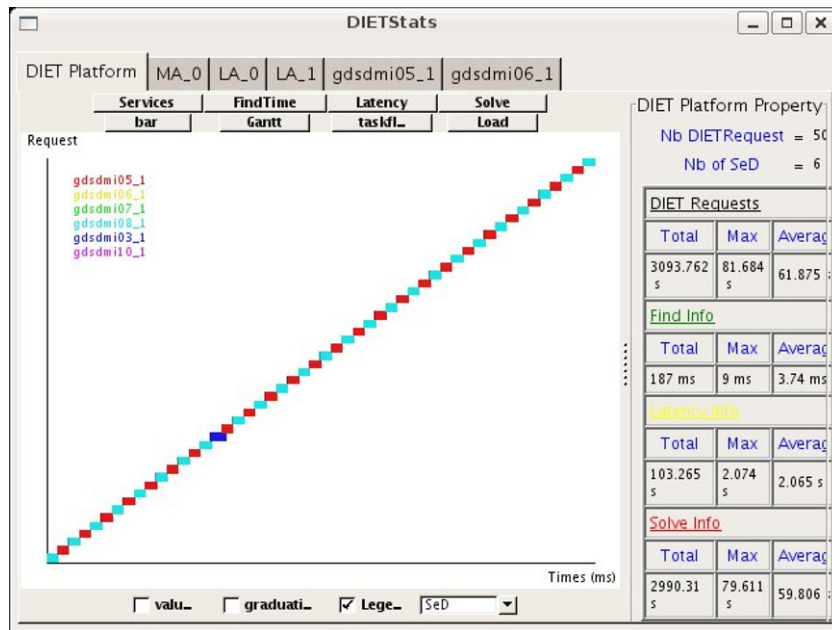 DIETStats
DIET Platform MA_0 LA_0 LA_1 gdsdmi05_1 gdsdmi06_1
Services FindTime Latency Solve
bar Gantt taskfl... Load
Request
gdsdmi05_1
gdsdmi06_1
gdsdmi07_1
gdsdmi08_1
gdsdmi03_1
gdsdmi10_1
Times (ms)
valu... graduati... Lege... SeD
DIET Platform Property
Nb DIETRequest = 50
Nb of SeD = 6
DIET Requests
Total Max Averag
3093.762 s 81.684 s 61.875
Find Info
Total Max Averag
187 ms 9 ms 3.74 ms
Latency Info
Total Max Averag
103.265 s 2.074 s 2.065 s
Solve Info
Total Max Averag
2990.31 s 79.611 s 59.806